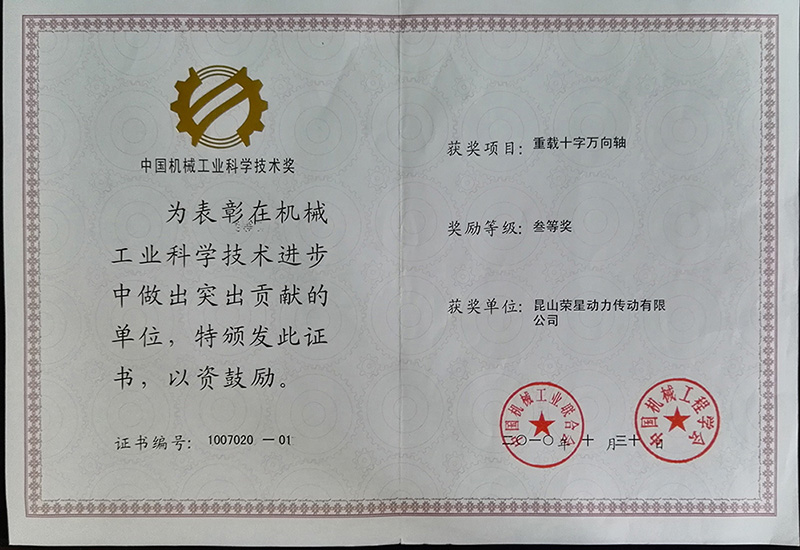 中国机械工业科学技术奖
为表彰在机械
工业科学技术进步
中做出突出贡献的
单位，特颁发此证
书，以资鼓励。
证书编号：1007020－01
获奖项目：重载十字万向轴
奖励等级：叁等奖
获奖单位：昆山荣星动力传动有限
公司
中国机械工业联合会
中国机械工程学会
二〇一〇年 十 月三十日